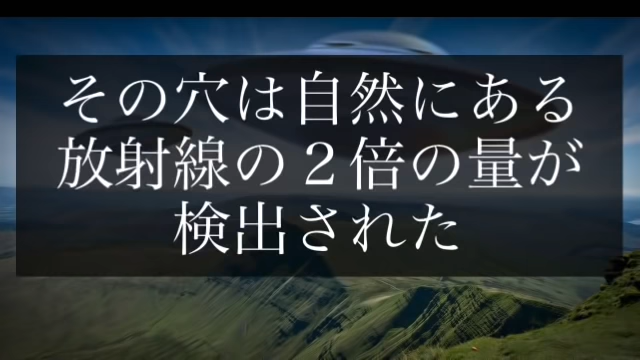 その穴は自然にある
放射線の２倍の量が
検出された